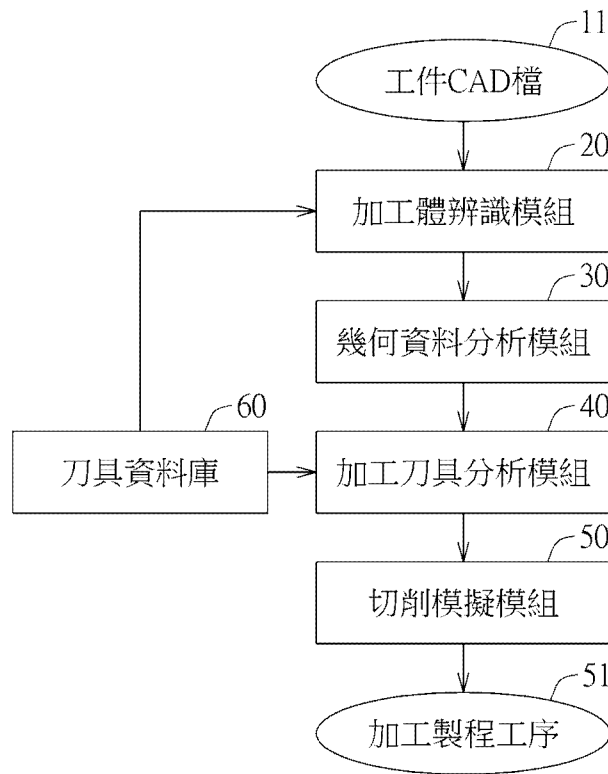 11
工件CAD檔
20
加工體辨識模組
30
幾何資料分析模組
60
刀具資料庫
40
加工刀具分析模組
50
切削模擬模組
51
加工製程工序